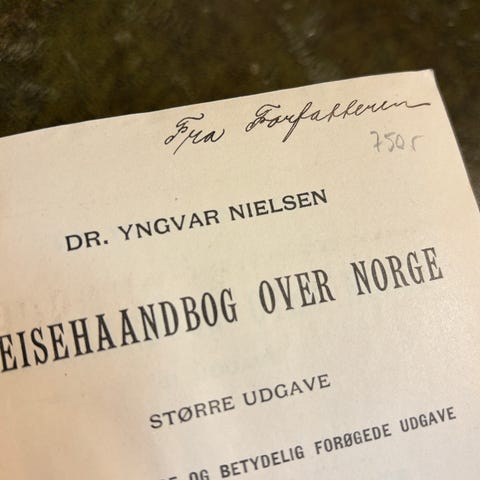 Fra Forfatteren
750 r
DR. YNGVAR NIELSEN
EISEHAANDBOG OVER NORGE
STØRRE UDGAVE
OG BETYDELIG FORØGEDE UDGAVE